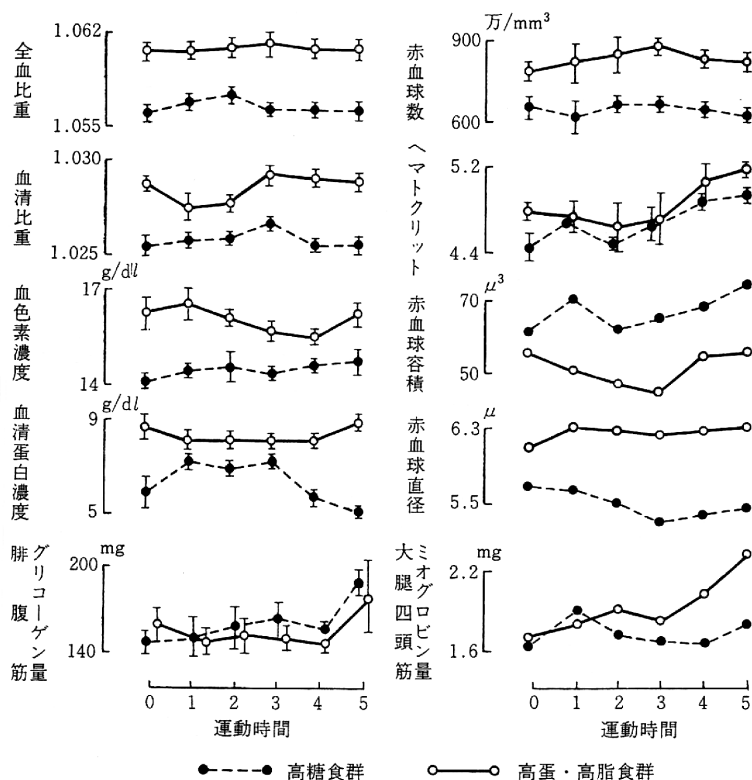 全血比重
1.062
1.055
血清比重
1.030
1.025
血色素濃度
g/dl
17
14
血清蛋白濃度
g/dl
9
5
腓腹筋
グリコーゲン量
mg
200
140
0 1 2 3 4 5
運動時間
赤血球数
万/mm³
900
600
ヘマトクリット
5.2
4.4
赤血球容積
μ³
70
50
赤血球直径
μ
6.3
5.5
大腿四頭筋
ミオグロビン量
mg
2.2
1.6
0 1 2 3 4 5
運動時間
高糖食群
高蛋・高脂食群